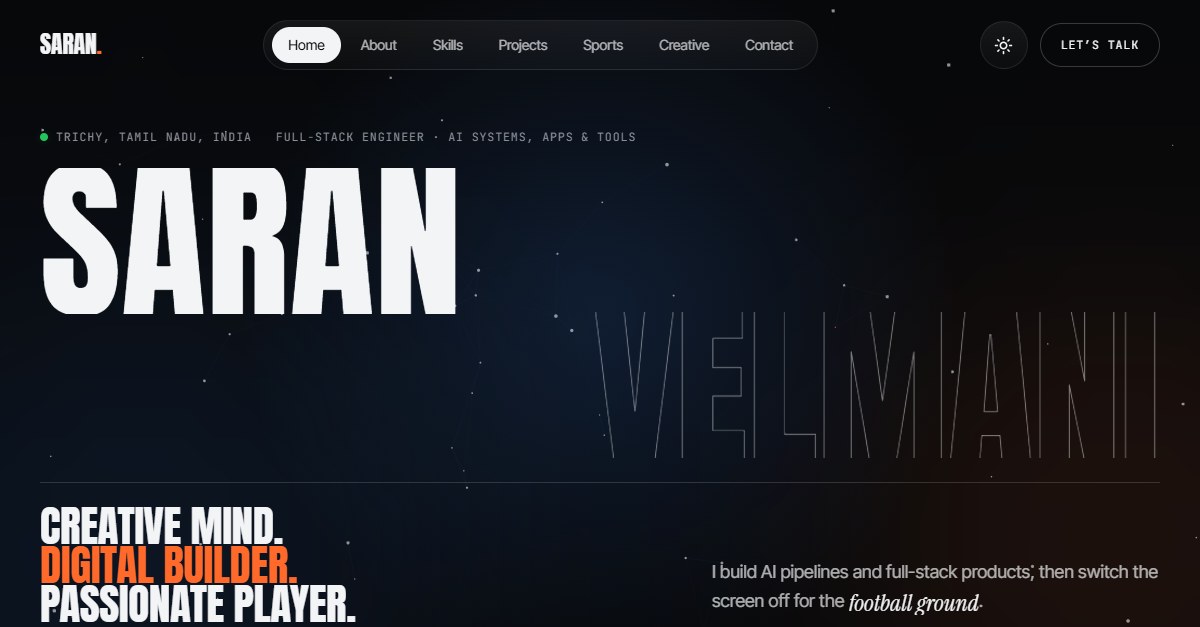 SARAN.
Home About Skills Projects Sports Creative Contact
LET'S TALK
TRICHY, TAMIL NADU, INDIA FULL-STACK ENGINEER · AI SYSTEMS, APPS & TOOLS
SARAN
VELMANI
CREATIVE MIND.
DIGITAL BUILDER.
PASSIONATE PLAYER.
I build AI pipelines and full-stack products, then switch the
screen off for the football ground.